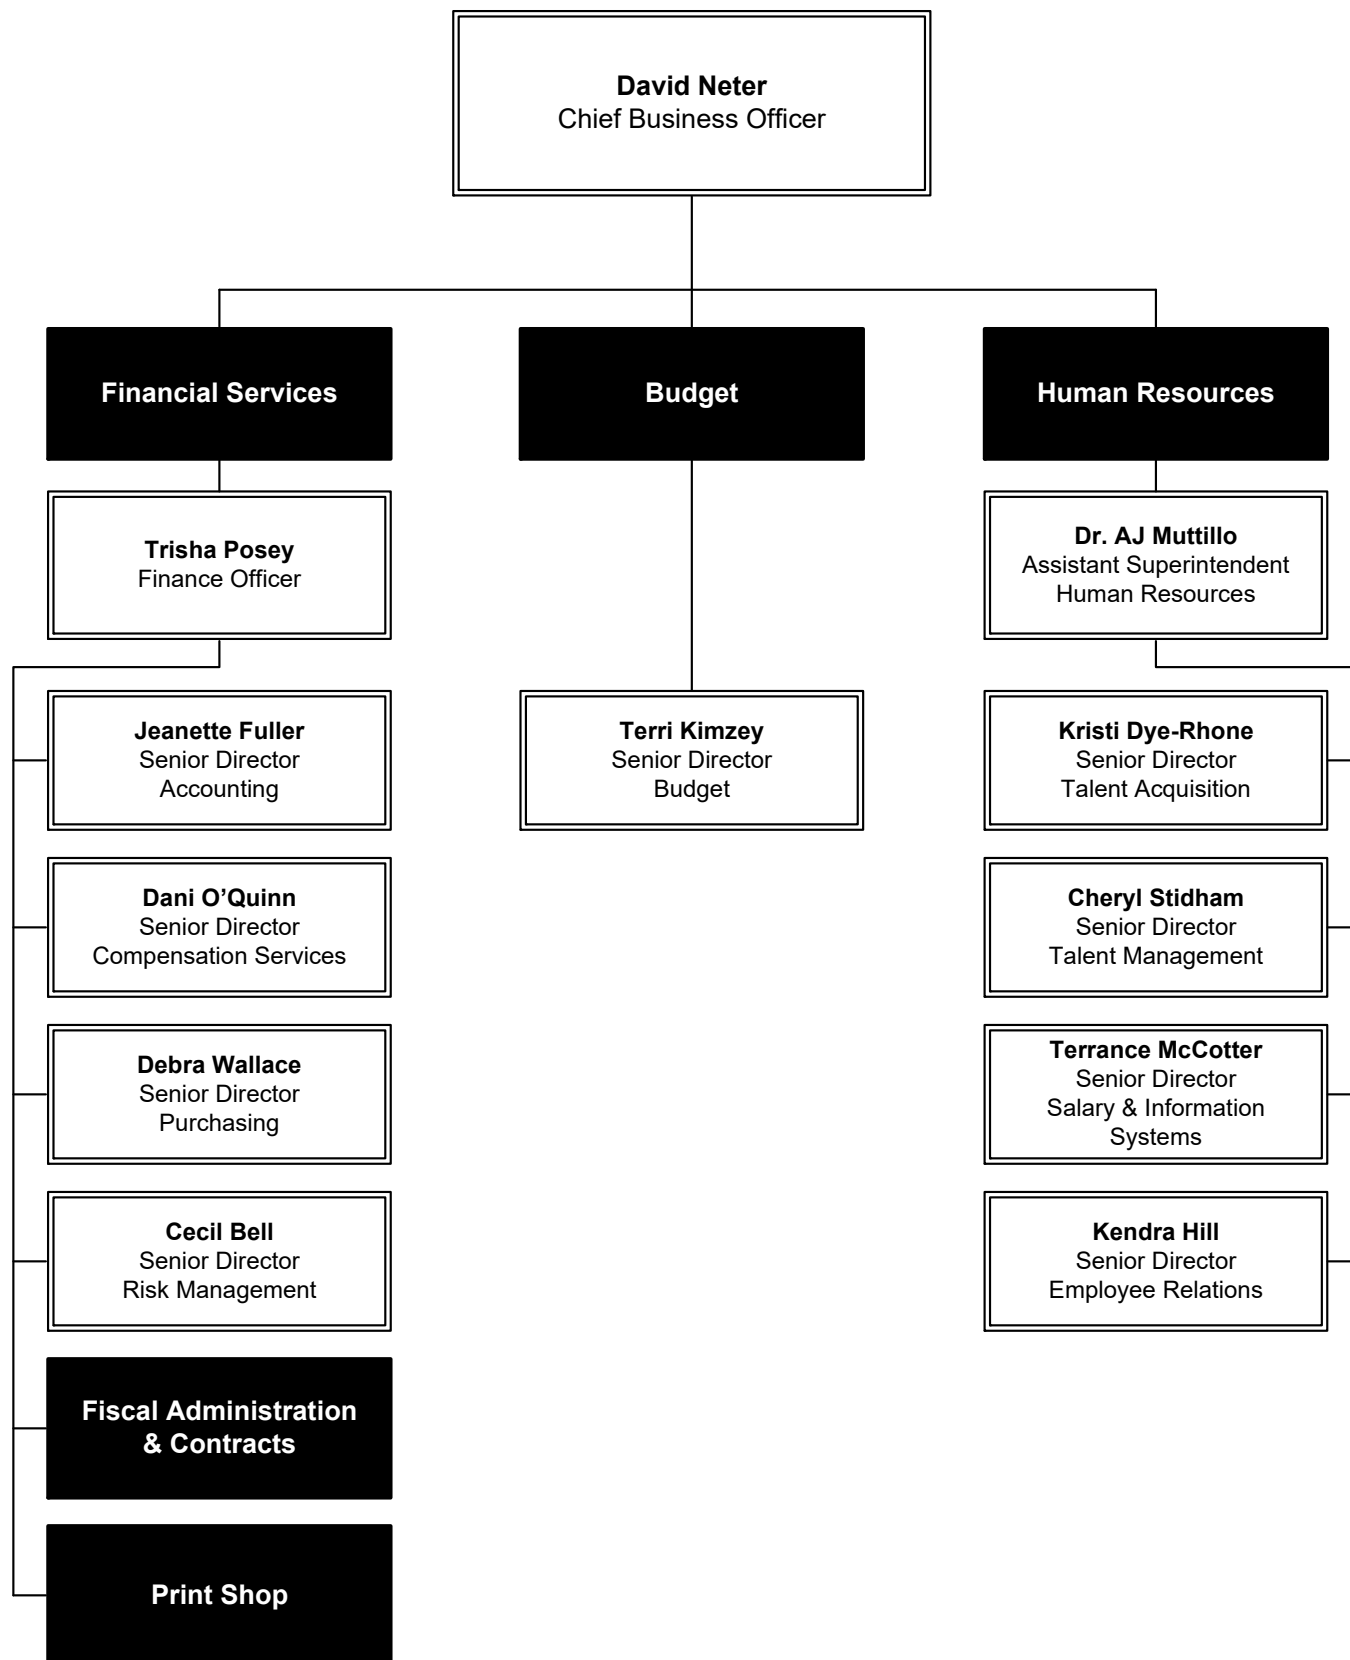 David Neter
Chief Business Officer
Financial Services
Budget
Human Resources
Trisha Posey
Finance Officer
Dr. AJ Muttillo
Assistant Superintendent
Human Resources
Jeanette Fuller
Senior Director
Accounting
Terri Kimzey
Senior Director
Budget
Kristi Dye-Rhone
Senior Director
Talent Acquisition
Dani O’Quinn
Senior Director
Compensation Services
Cheryl Stidham
Senior Director
Talent Management
Debra Wallace
Senior Director
Purchasing
Terrance McCotter
Senior Director
Salary & Information
Systems
Cecil Bell
Senior Director
Risk Management
Kendra Hill
Senior Director
Employee Relations
Fiscal Administration
& Contracts
Print Shop